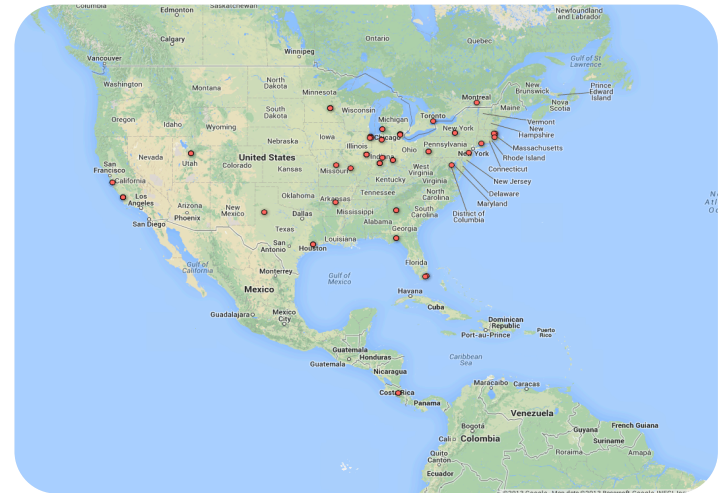 Columbia
Edmonton
Saskatchewan
Newfoundland
and Labrador
Calgary
Ontario
Quebec
Vancouver
Winnipeg
Gulf of St
Lawrence
Washington
Montana
North
Dakota
Minnesota
Montreal
New
Brunswick
Prince
Edward
Island
Nova
Scotia
Maine
Oregon
Idaho
Wyoming
South
Dakota
Wisconsin
Michigan
Toronto
Vermont
New
Hampshire
New York
Massachusetts
Rhode Island
Connecticut
Nebraska
Iowa
Chicago
Illinois
Indiana
Ohio
Pennsylvania
New York
New Jersey
Nevada
Utah
Colorado
United States
Kansas
Missouri
West
Virginia
Kentucky
Virginia
Delaware
Maryland
District of
Columbia
San
Francisco
California
Los
Angeles
San Diego
Arizona
Phoenix
New
Mexico
Oklahoma
Arkansas
Tennessee
North
Carolina
South
Carolina
Dallas
Mississippi
Alabama
Georgia
Texas
San
Antonio
Louisiana
Houston
Gulf of
California
Monterrey
Gulf of
Mexico
Florida
Mexico
Havana
Cuba
Guadalajara
Mexico
City
Dominican
Republic
Port-au-Prince
Puerto
Rico
Guatemala
Honduras
Guatemala
Nicaragua
Caribbean
Sea
Costa Rica
Panama
Maracaibo
Caracas
Venezuela
Bogota
Cali
Colombia
Guyana
French Guiana
Suriname
Quito
Canton
Ecuador
Roraima
Amapa